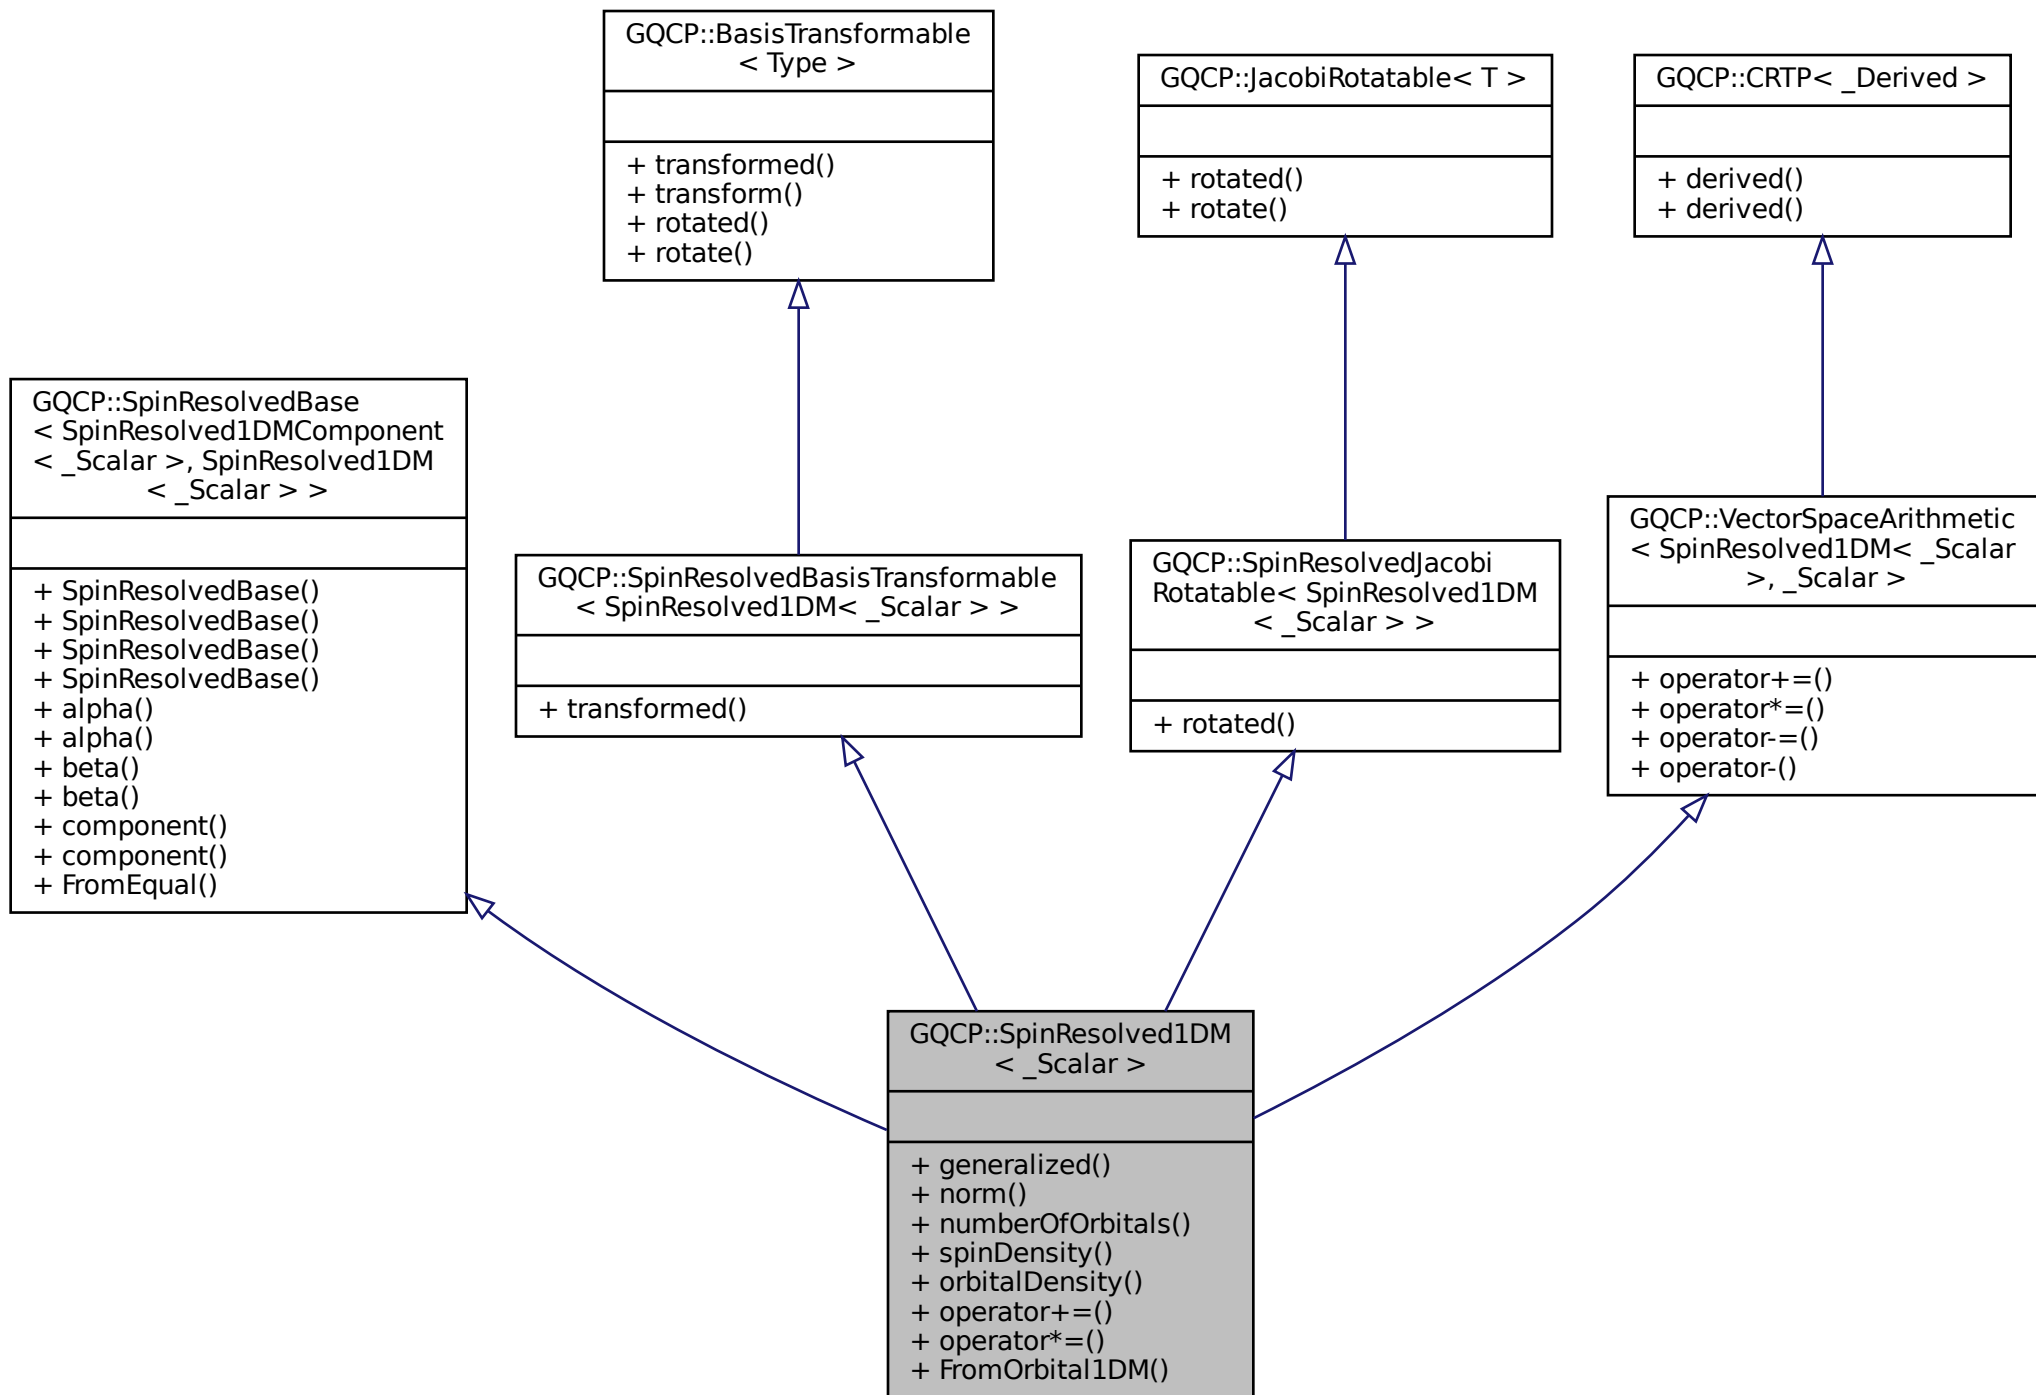 GQCP::BasisTransformable
< Type >
+ transformed()
+ transform()
+ rotated()
+ rotate()
GQCP::JacobiRotatable< T >
+ rotated()
+ rotate()
GQCP::CRTP< _Derived >
+ derived()
+ derived()
GQCP::SpinResolvedBase
< SpinResolved1DMComponent
< _Scalar >, SpinResolved1DM
< _Scalar > >
+ SpinResolvedBase()
+ SpinResolvedBase()
+ SpinResolvedBase()
+ SpinResolvedBase()
+ alpha()
+ alpha()
+ beta()
+ beta()
+ component()
+ component()
+ FromEqual()
GQCP::SpinResolvedBasisTransformable
< SpinResolved1DM< _Scalar > >
+ transformed()
GQCP::SpinResolvedJacobi
Rotatable< SpinResolved1DM
< _Scalar > >
+ rotated()
GQCP::VectorSpaceArithmetic
< SpinResolved1DM< _Scalar
>, _Scalar >
+ operator+=()
+ operator*=()
+ operator-=()
+ operator-()
GQCP::SpinResolved1DM
< _Scalar >
+ generalized()
+ norm()
+ numberOfOrbitals()
+ spinDensity()
+ orbitalDensity()
+ operator+=()
+ operator*=()
+ FromOrbital1DM()